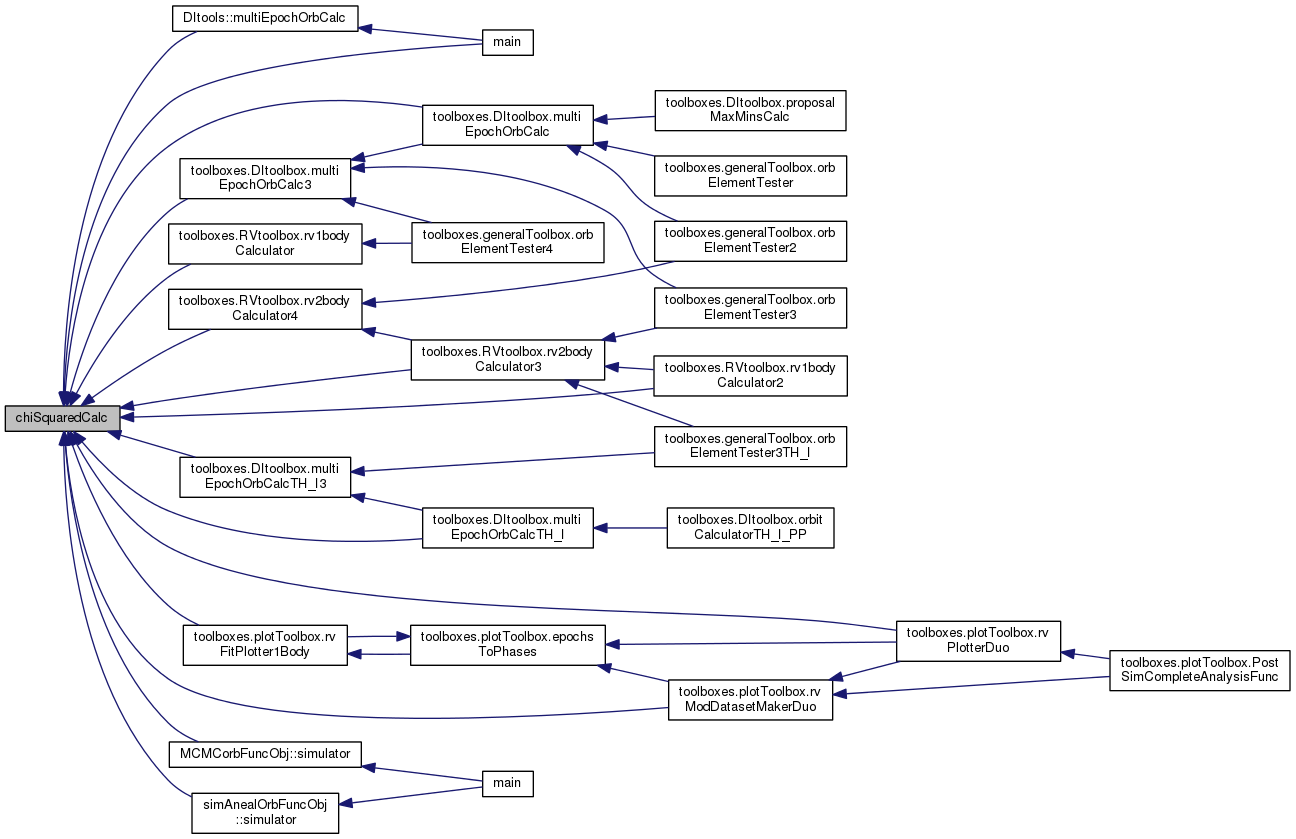 DItools::multiEpochOrbCalc
main
toolboxes.DItoolbox.proposal
MaxMinsCalc
toolboxes.DItoolbox.multi
EpochOrbCalc
toolboxes.generalToolbox.orb
ElementTester
toolboxes.DItoolbox.multi
EpochOrbCalc3
toolboxes.generalToolbox.orb
ElementTester2
toolboxes.RVtoolbox.rv1body
Calculator
toolboxes.generalToolbox.orb
ElementTester4
toolboxes.RVtoolbox.rv2body
Calculator4
toolboxes.generalToolbox.orb
ElementTester3
toolboxes.RVtoolbox.rv2body
Calculator3
toolboxes.RVtoolbox.rv1body
Calculator2
chiSquaredCalc
toolboxes.generalToolbox.orb
ElementTester3TH_I
toolboxes.DItoolbox.multi
EpochOrbCalcTH_I3
toolboxes.DItoolbox.multi
EpochOrbCalcTH_I
toolboxes.DItoolbox.orbit
CalculatorTH_I_PP
toolboxes.plotToolbox.rv
FitPlotter1Body
toolboxes.plotToolbox.epochs
ToPhases
toolboxes.plotToolbox.rv
PlotterDuo
toolboxes.plotToolbox.Post
SimCompleteAnalysisFunc
toolboxes.plotToolbox.rv
ModDatasetMakerDuo
MCMCorbFuncObj::simulator
main
simAnealOrbFuncObj
::simulator